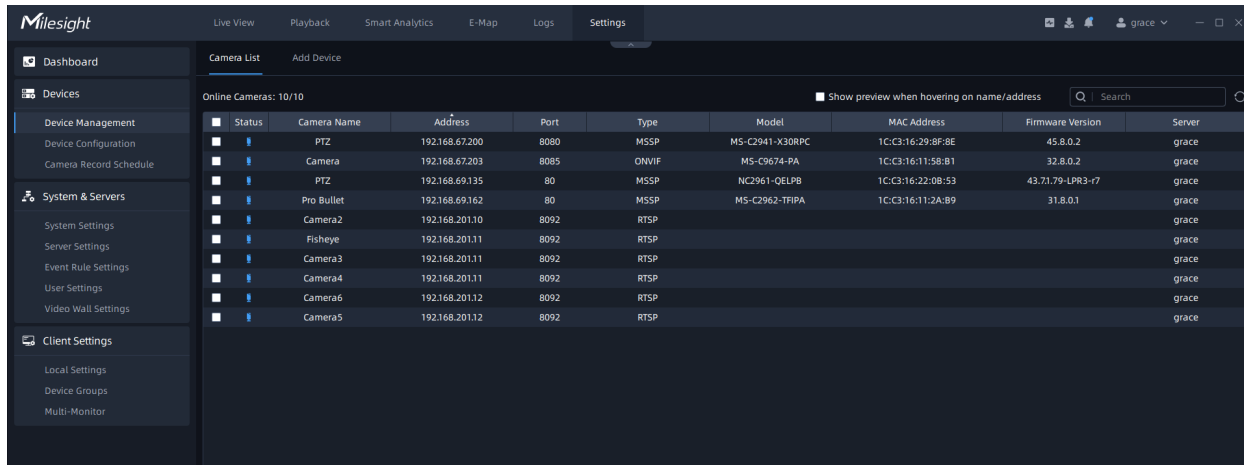 Milesight Live View Playback Smart Analytics E-Map Logs Settings grace
Dashboard
Devices
Device Management
Device Configuration
Camera Record Schedule
System & Servers
System Settings
Server Settings
Event Rule Settings
User Settings
Video Wall Settings
Client Settings
Local Settings
Device Groups
Multi-Monitor
Camera List Add Device
Online Cameras: 10/10 Show preview when hovering on name/address Search
Status Camera Name Address Port Type Model MAC Address Firmware Version Server
PTZ 192.168.67.200 8080 MSSP MS-C2941-X30RPC 1C:C3:16:29:8F:8E 45.8.0.2 grace
Camera 192.168.67.203 8085 ONVIF MS-C9674-PA 1C:C3:16:11:58:B1 32.8.0.2 grace
PTZ 192.168.69.135 80 MSSP NC2961-QELPB 1C:C3:16:22:0B:53 43.7.1.79-LPR3-r7 grace
Pro Bullet 192.168.69.162 80 MSSP MS-C2962-TFIPA 1C:C3:16:11:2A:B9 31.8.0.1 grace
Camera2 192.168.201.10 8092 RTSP grace
Fisheye 192.168.201.11 8092 RTSP grace
Camera3 192.168.201.11 8092 RTSP grace
Camera4 192.168.201.11 8092 RTSP grace
Camera6 192.168.201.12 8092 RTSP grace
Camera5 192.168.201.12 8092 RTSP grace